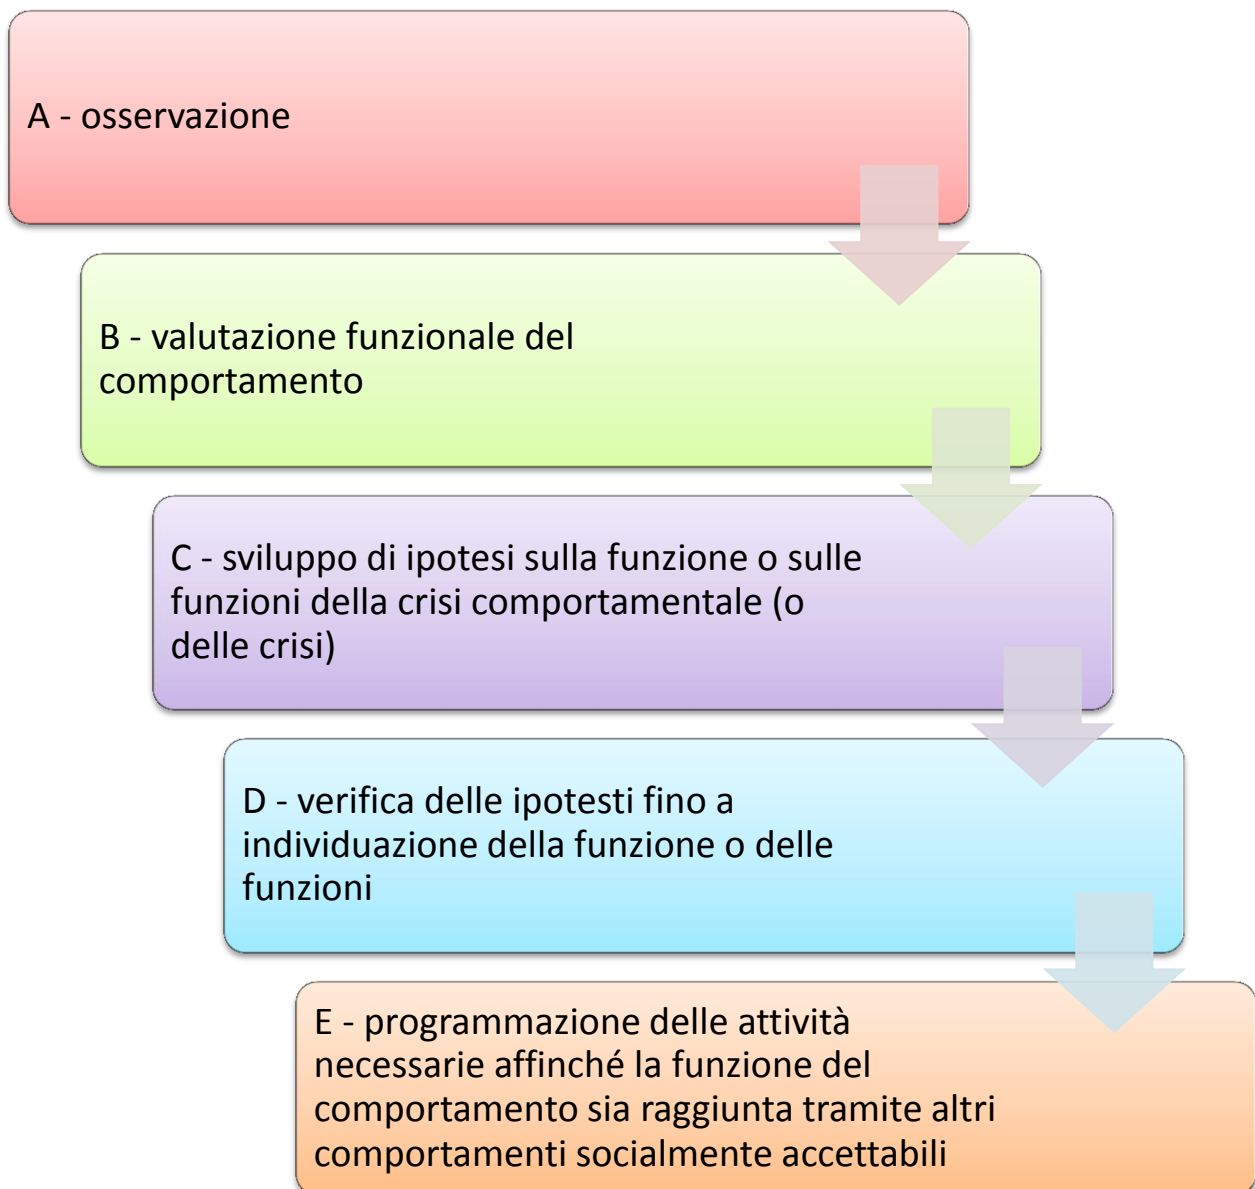 A - osservazione
B - valutazione funzionale del
comportamento
C - sviluppo di ipotesi sulla funzione o sulle
funzioni della crisi comportamentale (o
delle crisi)
D - verifica delle ipotesti fino a
individuazione della funzione o delle
funzioni
E - programmazione delle attività
necessarie affinché la funzione del
comportamento sia raggiunta tramite altri
comportamenti socialmente accettabili